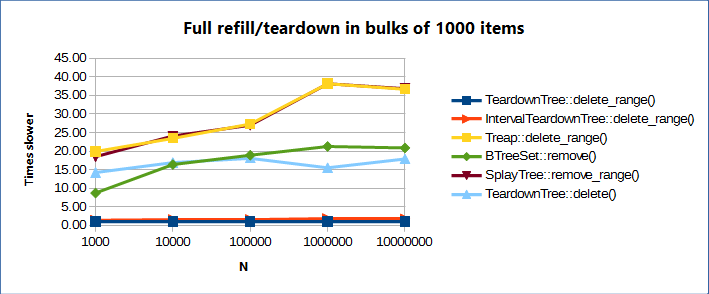 Full refill/teardown in bulks of 1000 items
45.00
40.00
35.00
30.00
25.00
20.00
15.00
10.00
5.00
0.00
Times slower
1000 10000 100000 1000000 10000000
N
TeardownTree::delete_range()
IntervalTeardownTree::delete_range()
Treap::delete_range()
BTreeSet::remove()
SplayTree::remove_range()
TeardownTree::delete()